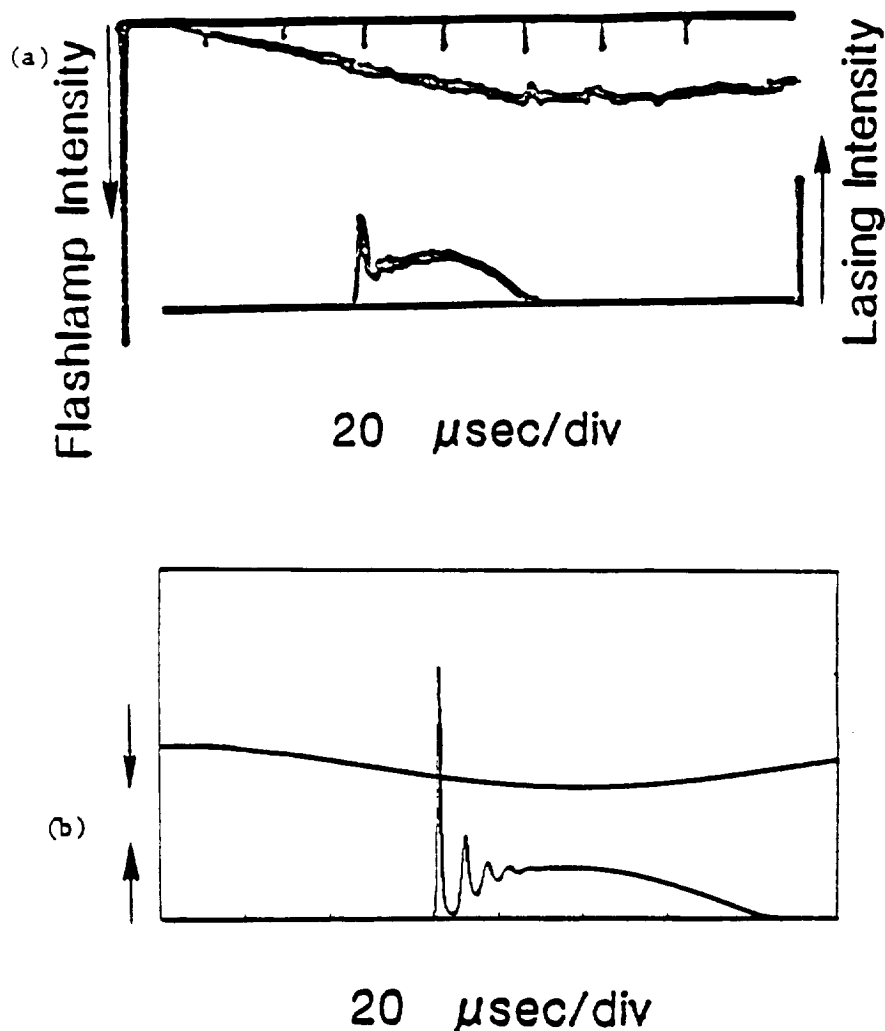 (a)
Flashlamp Intensity
Lasing Intensity
20 μsec/div
(b)
20 μsec/div